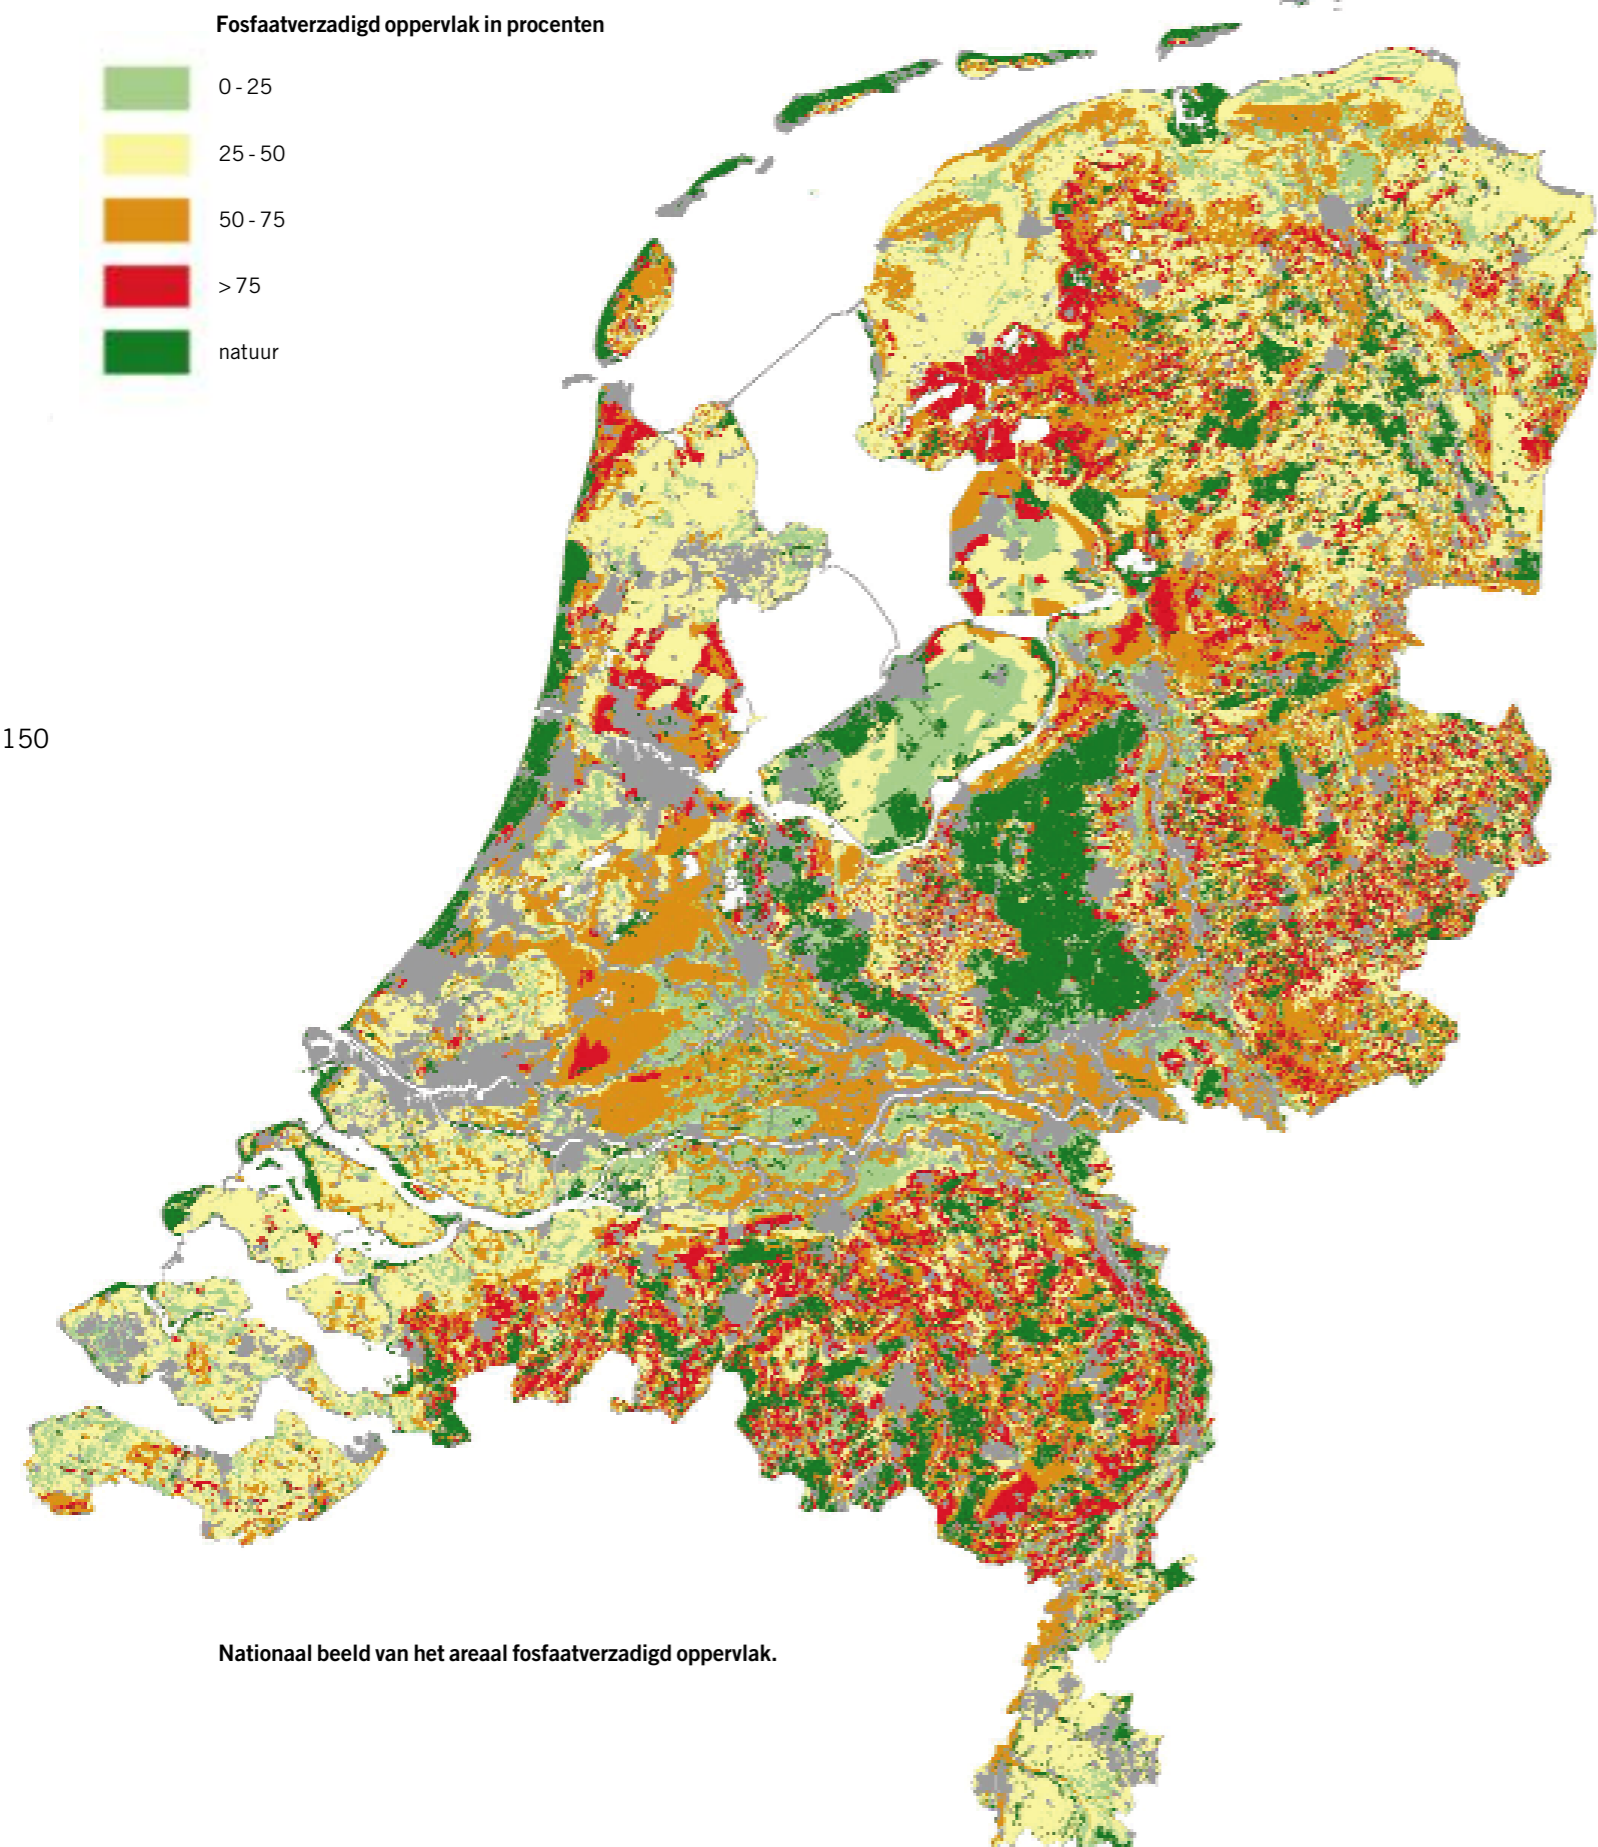 Fosfaatverzadigd oppervlak in procenten
0 - 25
25 - 50
50 - 75
> 75
natuur
150
Nationaal beeld van het areaal fosfaatverzadigd oppervlak.